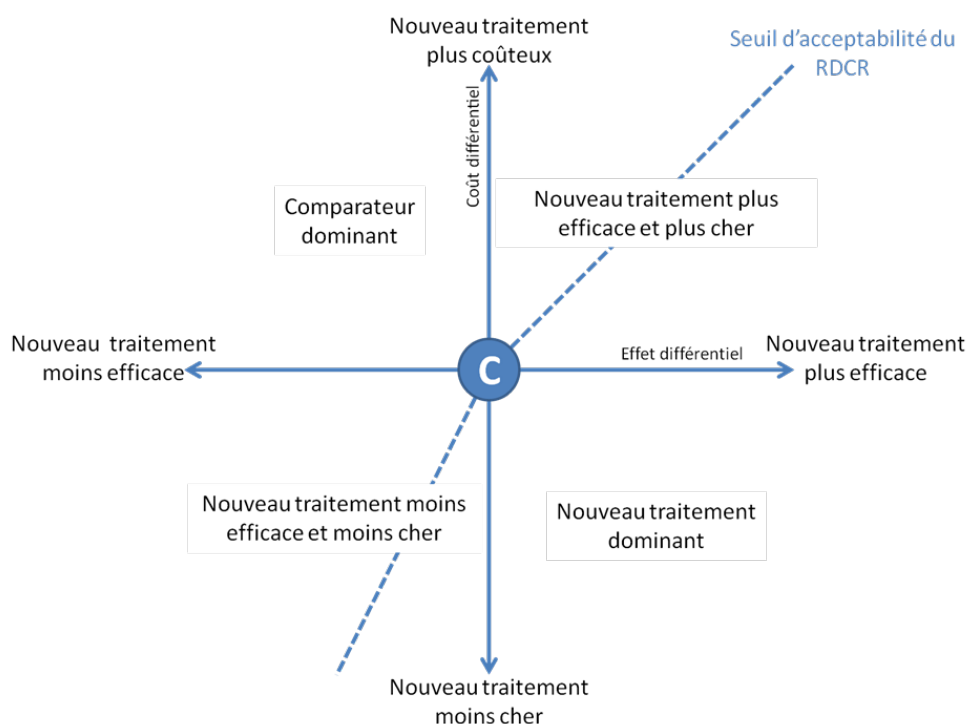 Nouveau traitement
plus coûteux
Seuil d'acceptabilité du
RDCR
Coût différentiel
Comparateur
dominant
Nouveau traitement plus
efficace et plus cher
Nouveau traitement
moins efficace
C
Effet différentiel
Nouveau traitement
plus efficace
Nouveau traitement moins
efficace et moins cher
Nouveau traitement
dominant
Nouveau traitement
moins cher